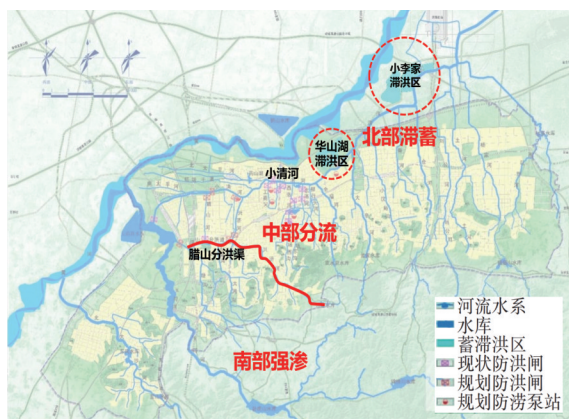 小李家
滞洪区
北部滞蓄
华山湖
滞洪区
小清河
中部分流
腊山分洪渠
南部强渗
河流水系
水库
蓄滞洪区
现状防洪闸
规划防洪闸
规划防涝泵站